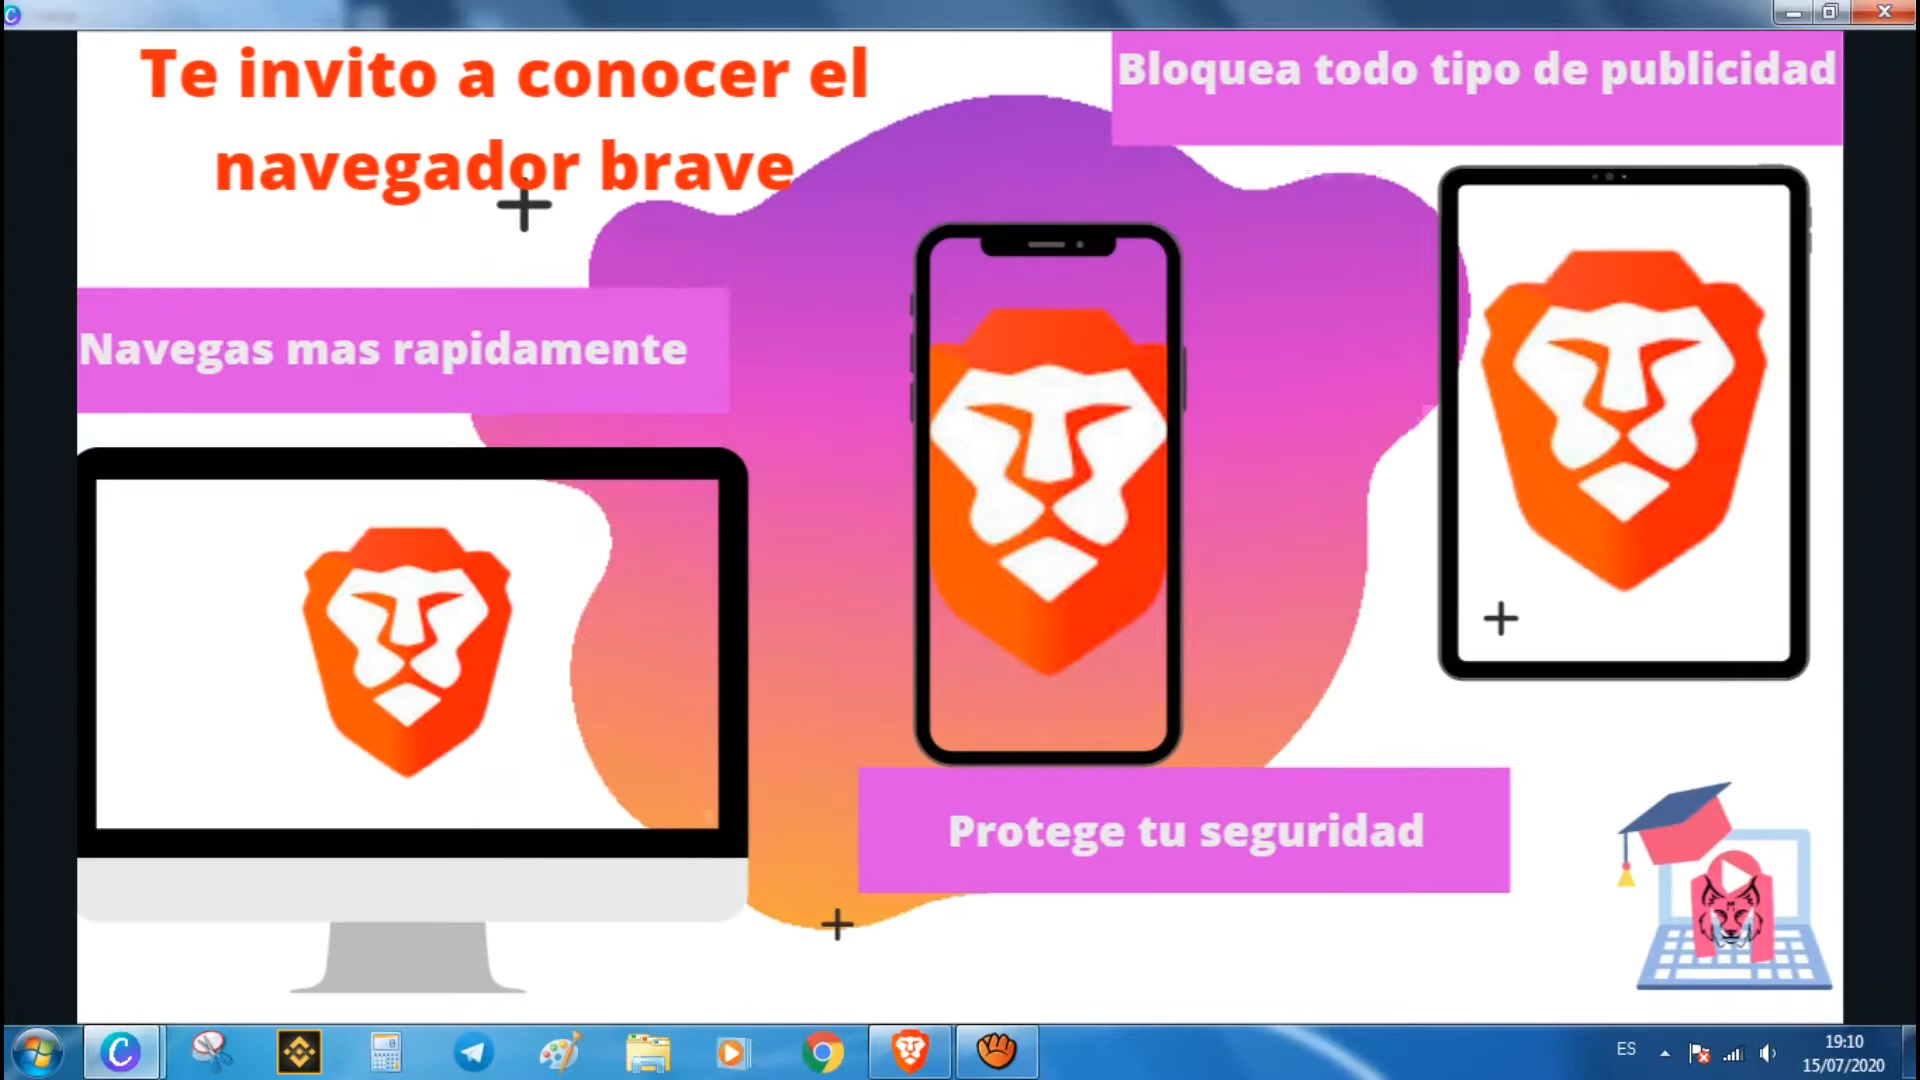 Te invito a conocer el
navegador brave
Bloquea todo tipo de publicidad
Navegas mas rapidamente
Protege tu seguridad
ES
19:10
15/07/2020